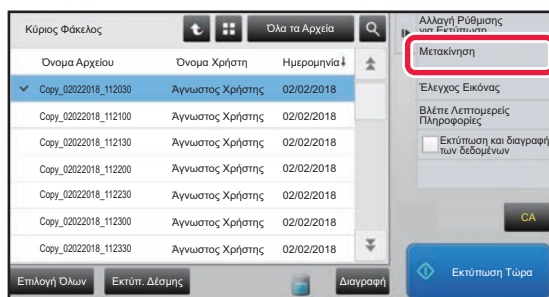 Κύριος Φάκελος
Όλα τα Αρχεία
Όνομα Αρχείου Όνομα Χρήστη Ημερομηνία
Copy_02022018_112030 Άγνωστος Χρήστης 02/02/2018
Copy_02022018_112100 Άγνωστος Χρήστης 02/02/2018
Copy_02022018_112130 Άγνωστος Χρήστης 02/02/2018
Copy_02022018_112200 Άγνωστος Χρήστης 02/02/2018
Copy_02022018_112230 Άγνωστος Χρήστης 02/02/2018
Copy_02022018_112300 Άγνωστος Χρήστης 02/02/2018
Copy_02022018_112330 Άγνωστος Χρήστης 02/02/2018
Επιλογή Όλων Εκτύπ. Δέσμης Διαγραφή
Αλλαγή Ρύθμισης
για Εκτύπωση
Μετακίνηση
Έλεγχος Εικόνας
Βλέπε Λεπτομερείς
Πληροφορίες
Εκτύπωση και διαγραφή
των δεδομένων
CA
Εκτύπωση Τώρα